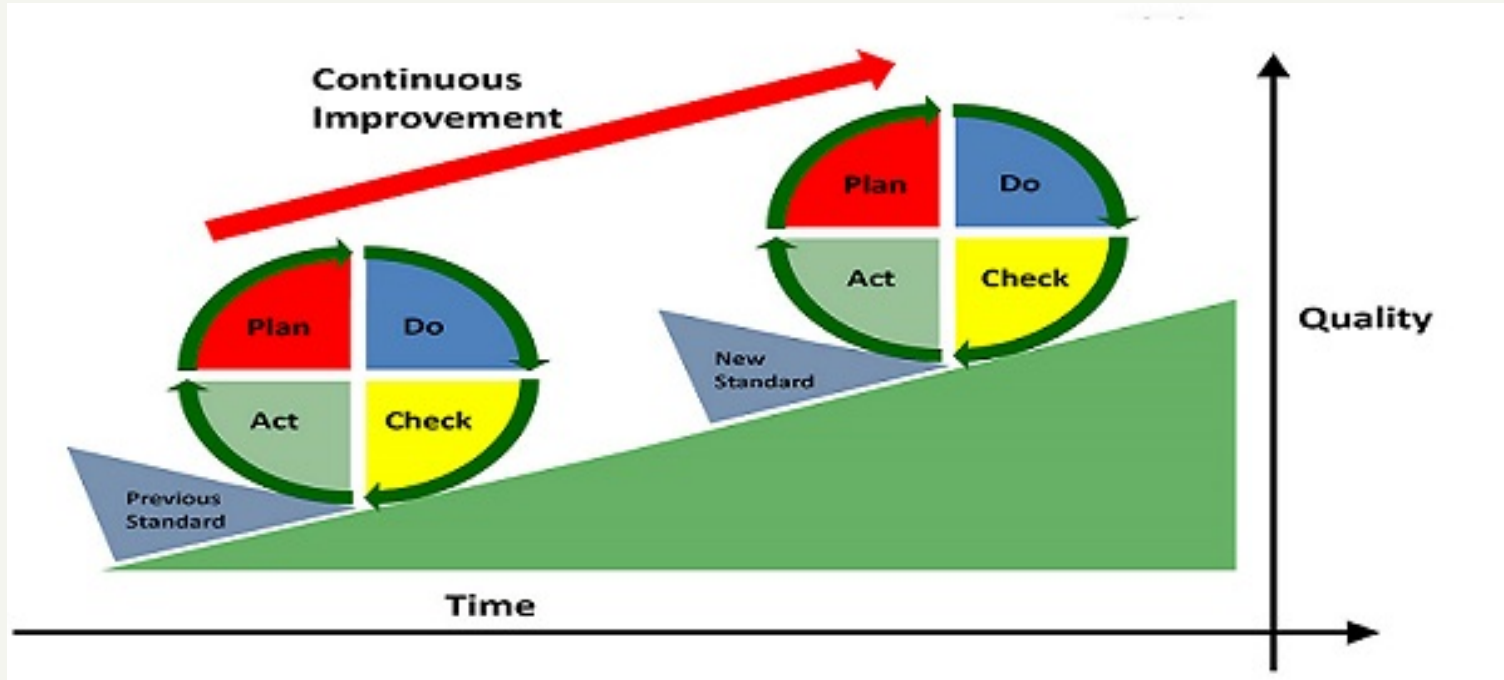 Continuous
Improvement
Plan
Do
Act
Check
Previous
Standard
Plan
Do
Act
Check
New
Standard
Quality
Time